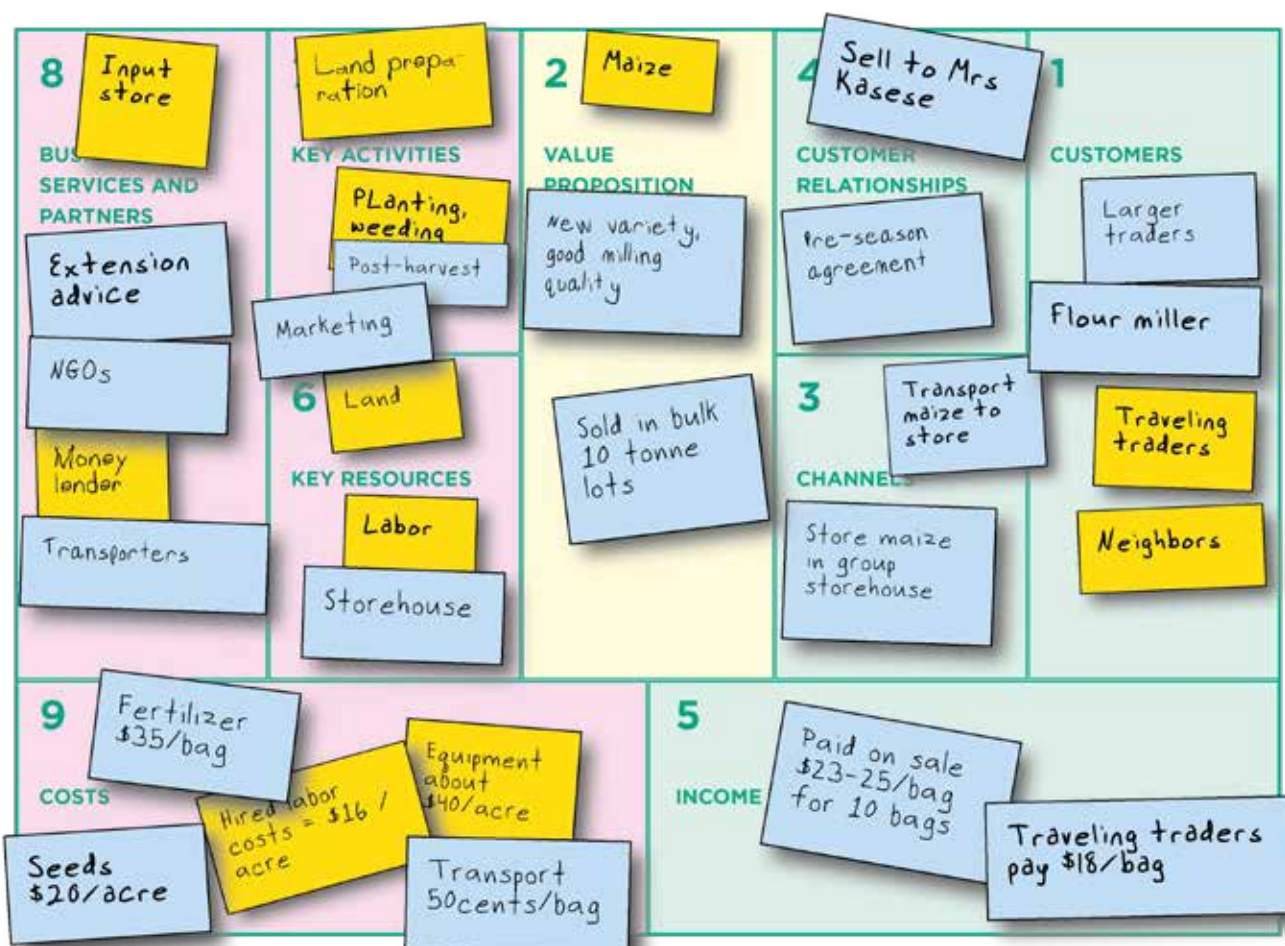 8
Input
store
BUS
SERVICES AND
PARTNERS
Extension
advice
NGOs
Money
lender
Transporters
Land prepa-
ration
KEY ACTIVITIES
PLanting,
weeding
Post-harvest
Marketing
6
Land
KEY RESOURCES
Labor
Storehouse
2
Maize
VALUE
PROPOSITION
New variety,
good milling
quality
Sold in bulk
10 tonne
lots
4
Sell to Mrs
Kasese
CUSTOMER
RELATIONSHIPS
Pre-season
agreement
3
Transport
maize to
store
CHANNELS
Store maize
in group
storehouse
1
CUSTOMERS
Larger
traders
Flour miller
Traveling
traders
Neighbors
9
Fertilizer
$35/bag
COSTS
Hired labor
costs = $16 /
acre
Equipment
about
$40/acre
Seeds
$20/acre
Transport
50cents/bag
5
INCOME
Paid on sale
$23-25/bag
for 10 bags
Traveling traders
pay $18/bag